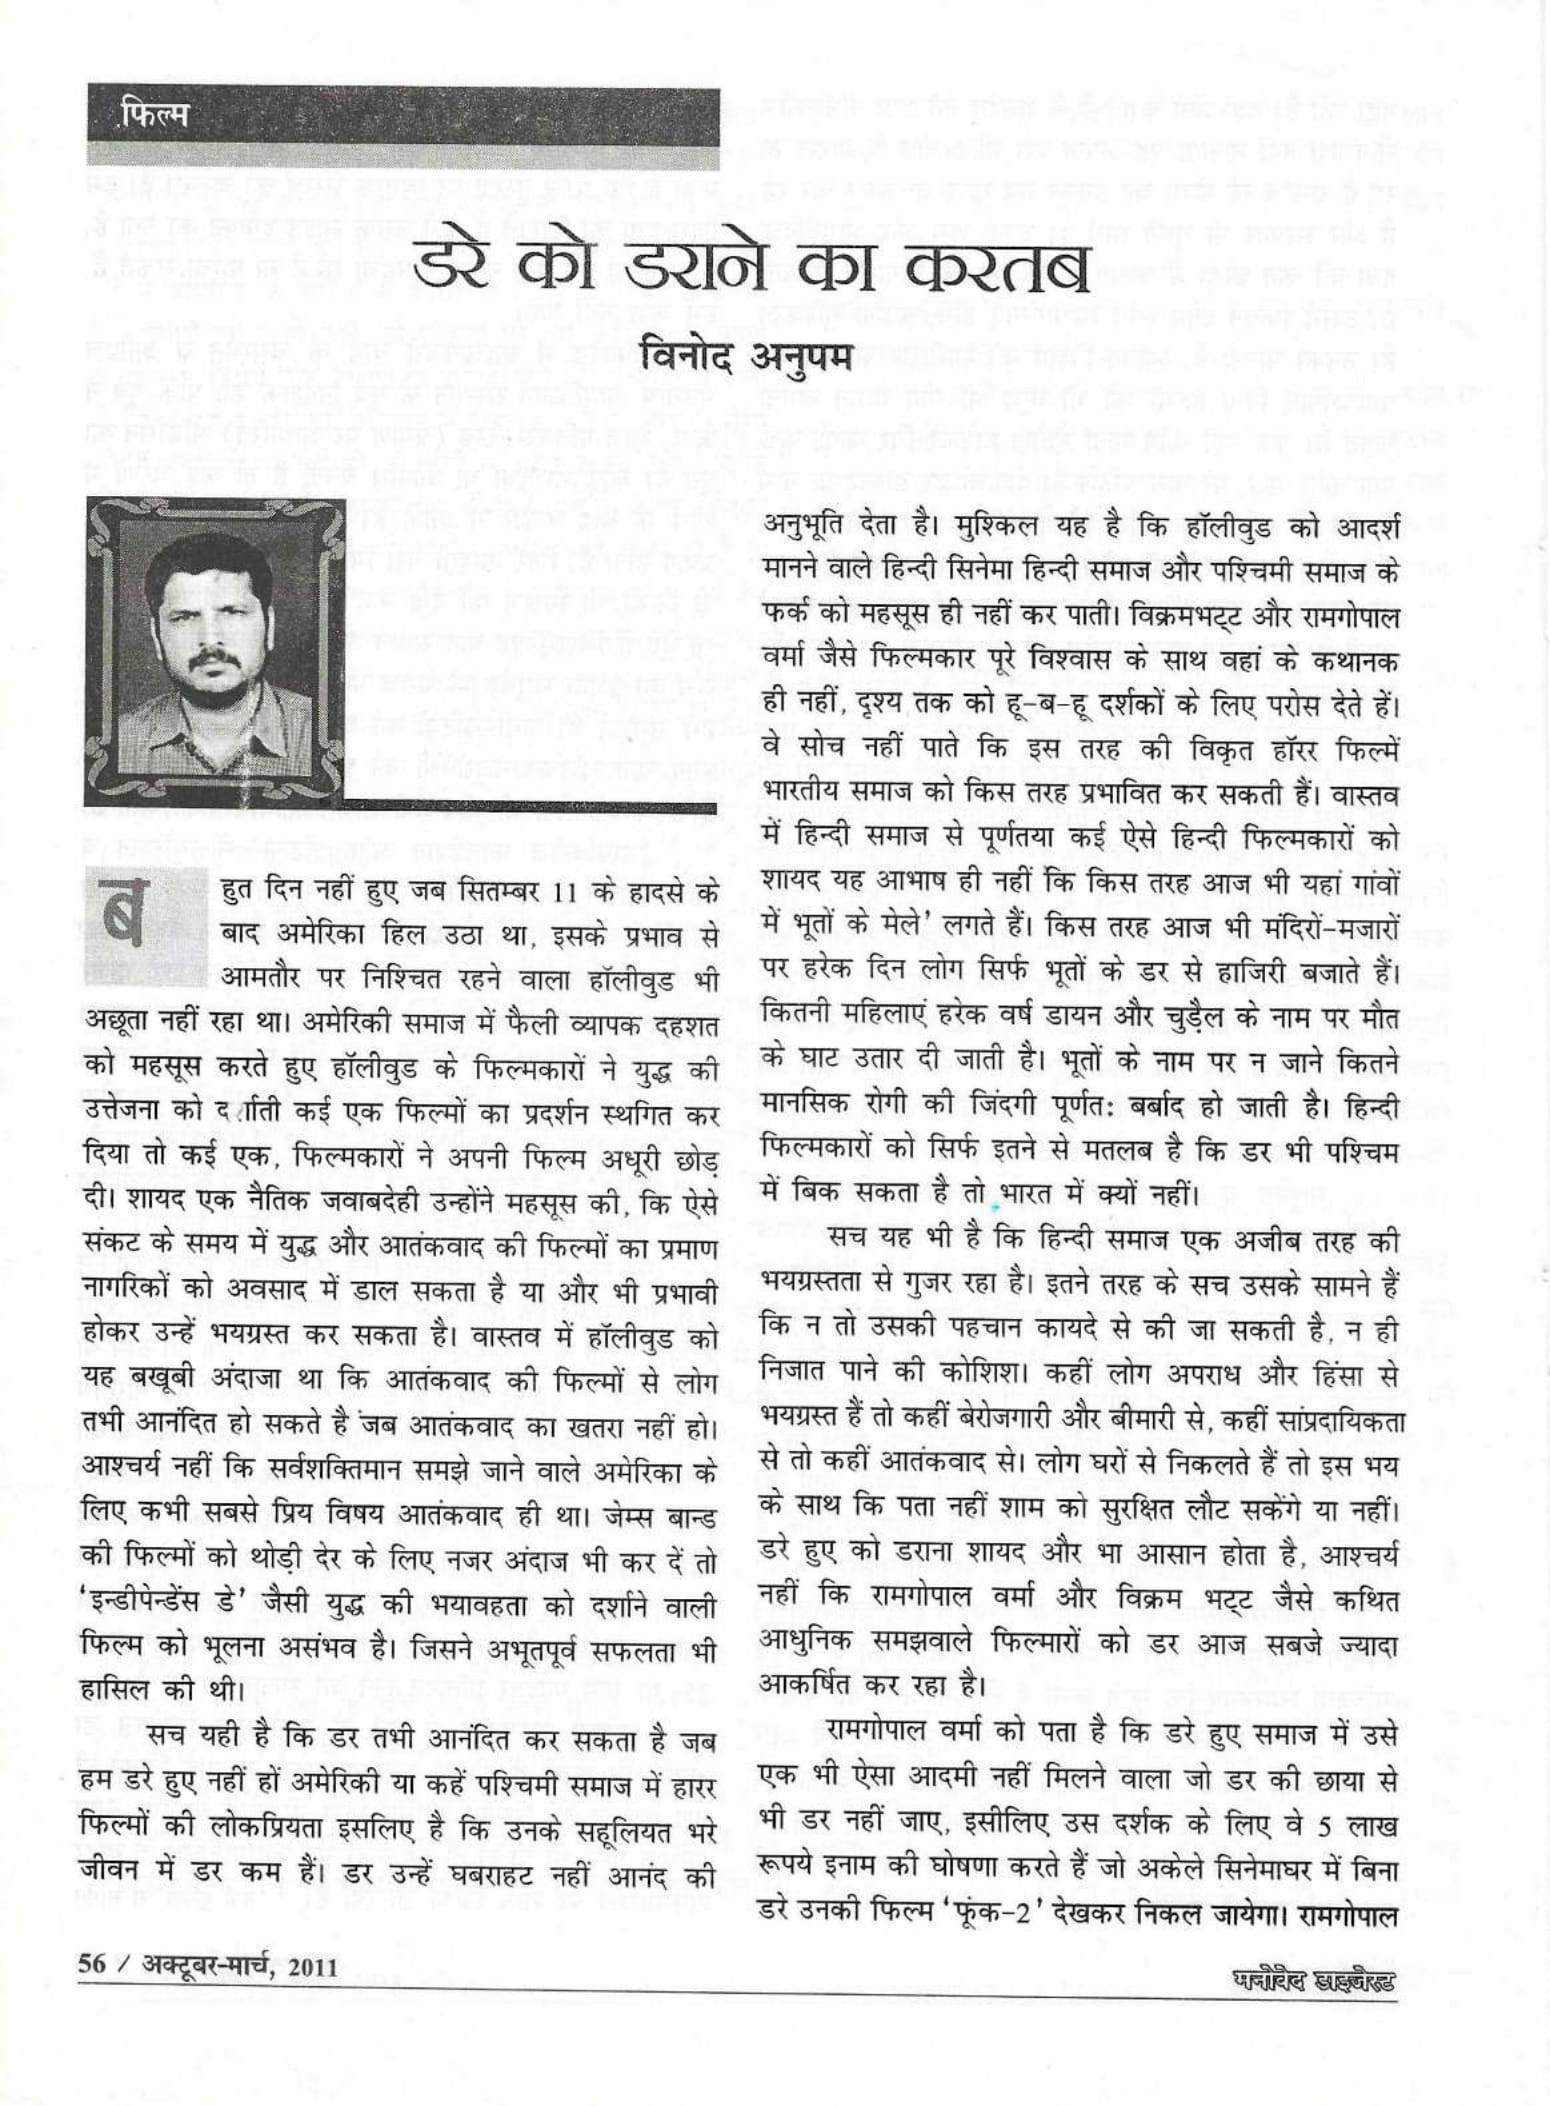 फिल्म
डरे को डराने का करतब
विनोद अनुपम
बहुत दिन नहीं हुए जब सितम्बर 11 के हादसे के
बाद अमेरिका हिल उठा था, इसके प्रभाव से
आमतौर पर निश्चित रहने वाला हॉलीवुड भी
अछूता नहीं रहा था। अमेरिकी समाज में फैली व्यापक दहशत
को महसूस करते हुए हॉलीवुड के फिल्मकारों ने युद्ध की
उत्तेजना को दर्शाती कई एक फिल्मों का प्रदर्शन स्थगित कर
दिया तो कई एक, फिल्मकारों ने अपनी फिल्म अधूरी छोड़
दी। शायद एक नैतिक जवाबदेही उन्होंने महसूस की, कि ऐसे
संकट के समय में युद्ध और आतंकवाद की फिल्मों का प्रमाण
नागरिकों को अवसाद में डाल सकता है या और भी प्रभावी
होकर उन्हें भयग्रस्त कर सकता है। वास्तव में हॉलीवुड को
यह बखूबी अंदाजा था कि आतंकवाद की फिल्मों से लोग
तभी आनंदित हो सकते है जब आतंकवाद का खतरा नहीं हो।
आश्चर्य नहीं कि सर्वशक्तिमान समझे जाने वाले अमेरिका के
लिए कभी सबसे प्रिय विषय आतंकवाद ही था। जेम्स बान्ड
की फिल्मों को थोड़ी देर के लिए नजर अंदाज भी कर दें तो
'इन्डीपेन्डेंस डे' जैसी युद्ध की भयावहता को दर्शाने वाली
फिल्म को भूलना असंभव है। जिसने अभूतपूर्व सफलता भी
हासिल की थी।
सच यही है कि डर तभी आनंदित कर सकता है जब
हम डरे हुए नहीं हों अमेरिकी या कहें पश्चिमी समाज में हारर
फिल्मों की लोकप्रियता इसलिए है कि उनके सहूलियत भरे
जीवन में डर कम हैं। डर उन्हें घबराहट नहीं आनंद की
अनुभूति देता है। मुश्किल यह है कि हॉलीवुड को आदर्श
मानने वाले हिन्दी सिनेमा हिन्दी समाज और पश्चिमी समाज के
फर्क को महसूस ही नहीं कर पाती। विक्रमभट्ट और रामगोपाल
वर्मा जैसे फिल्मकार पूरे विश्वास के साथ वहां के कथानक
ही नहीं, दृश्य तक को हू-ब-हू दर्शकों के लिए परोस देते हैं।
वे सोच नहीं पाते कि इस तरह की विकृत हॉरर फिल्में
भारतीय समाज को किस तरह प्रभावित कर सकती हैं। वास्तव
में हिन्दी समाज से पूर्णतया कई ऐसे हिन्दी फिल्मकारों को
शायद यह आभाष ही नहीं कि किस तरह आज भी यहां गांवों
में भूतों के मेले' लगते हैं। किस तरह आज भी मंदिरों-मजारों
पर हरेक दिन लोग सिर्फ भूतों के डर से हाजिरी बजाते हैं।
कितनी महिलाएं हरेक वर्ष डायन और चुड़ैल के नाम पर मौत
के घाट उतार दी जाती है। भूतों के नाम पर न जाने कितने
मानसिक रोगी की जिंदगी पूर्णत: बर्बाद हो जाती है। हिन्दी
फिल्मकारों को सिर्फ इतने से मतलब है कि डर भी पश्चिम
में बिक सकता है तो भारत में क्यों नहीं।
सच यह भी है कि हिन्दी समाज एक अजीब तरह की
भयग्रस्तता से गुजर रहा है। इतने तरह के सच उसके सामने हैं
कि न तो उसकी पहचान कायदे से की जा सकती है, न ही
निजात पाने की कोशिश। कहीं लोग अपराध और हिंसा से
भयग्रस्त हैं तो कहीं बेरोजगारी और बीमारी से, कहीं सांप्रदायिकता
से तो कहीं आतंकवाद से। लोग घरों से निकलते हैं तो इस भय
के साथ कि पता नहीं शाम को सुरक्षित लौट सकेंगे या नहीं।
डरे हुए को डराना शायद और भा आसान होता है, आश्चर्य
नहीं कि रामगोपाल वर्मा और विक्रम भट्ट जैसे कथित
आधुनिक समझवाले फिल्मारों को डर आज सबजे ज्यादा
आकर्षित कर रहा है।
रामगोपाल वर्मा को पता है कि डरे हुए समाज में उसे
एक भी ऐसा आदमी नहीं मिलने वाला जो डर की छाया से
भी डर नहीं जाए, इसीलिए उस दर्शक के लिए वे 5 लाख
रूपये इनाम की घोषणा करते हैं जो अकेले सिनेमाघर में बिना
डरे उनकी फिल्म 'फूंक-2' देखकर निकल जायेगा। रामगोपाल
56 / अक्टूबर-मार्च, 2011
मनोवेद डाइजेस्ट